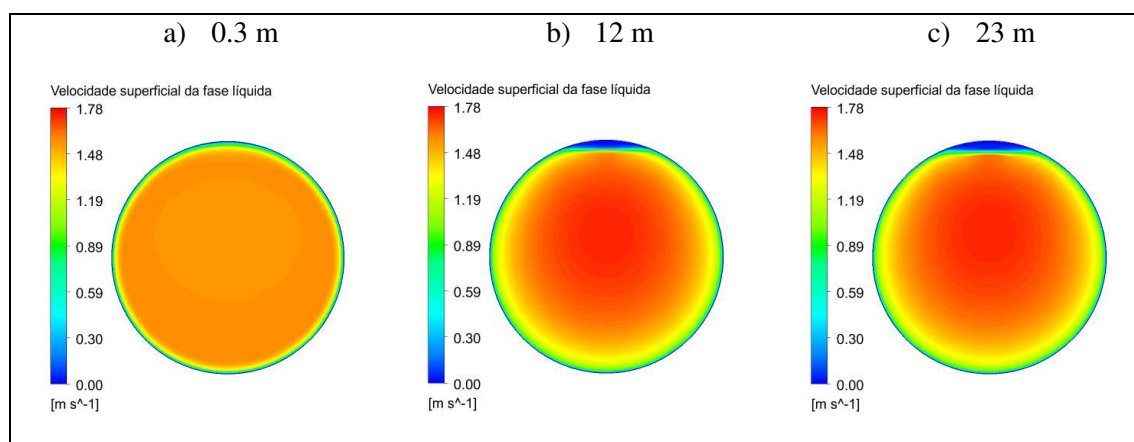 a) 0.3 m
b) 12 m
c) 23 m
Velocidade superficial da fase líquida
1.78
1.48
1.19
0.89
0.59
0.30
0.00
[m s^-1]
Velocidade superficial da fase líquida
1.78
1.48
1.19
0.89
0.59
0.30
0.00
[m s^-1]
Velocidade superficial da fase líquida
1.78
1.48
1.19
0.89
0.59
0.30
0.00
[m s^-1]